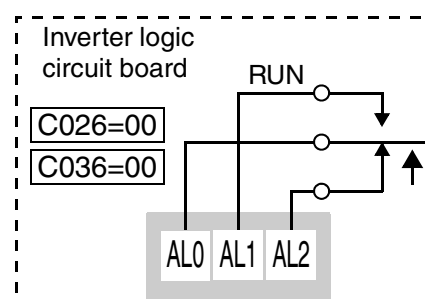 Inverter logic
circuit board
RUN
C026=00
C036=00
AL0 AL1 AL2